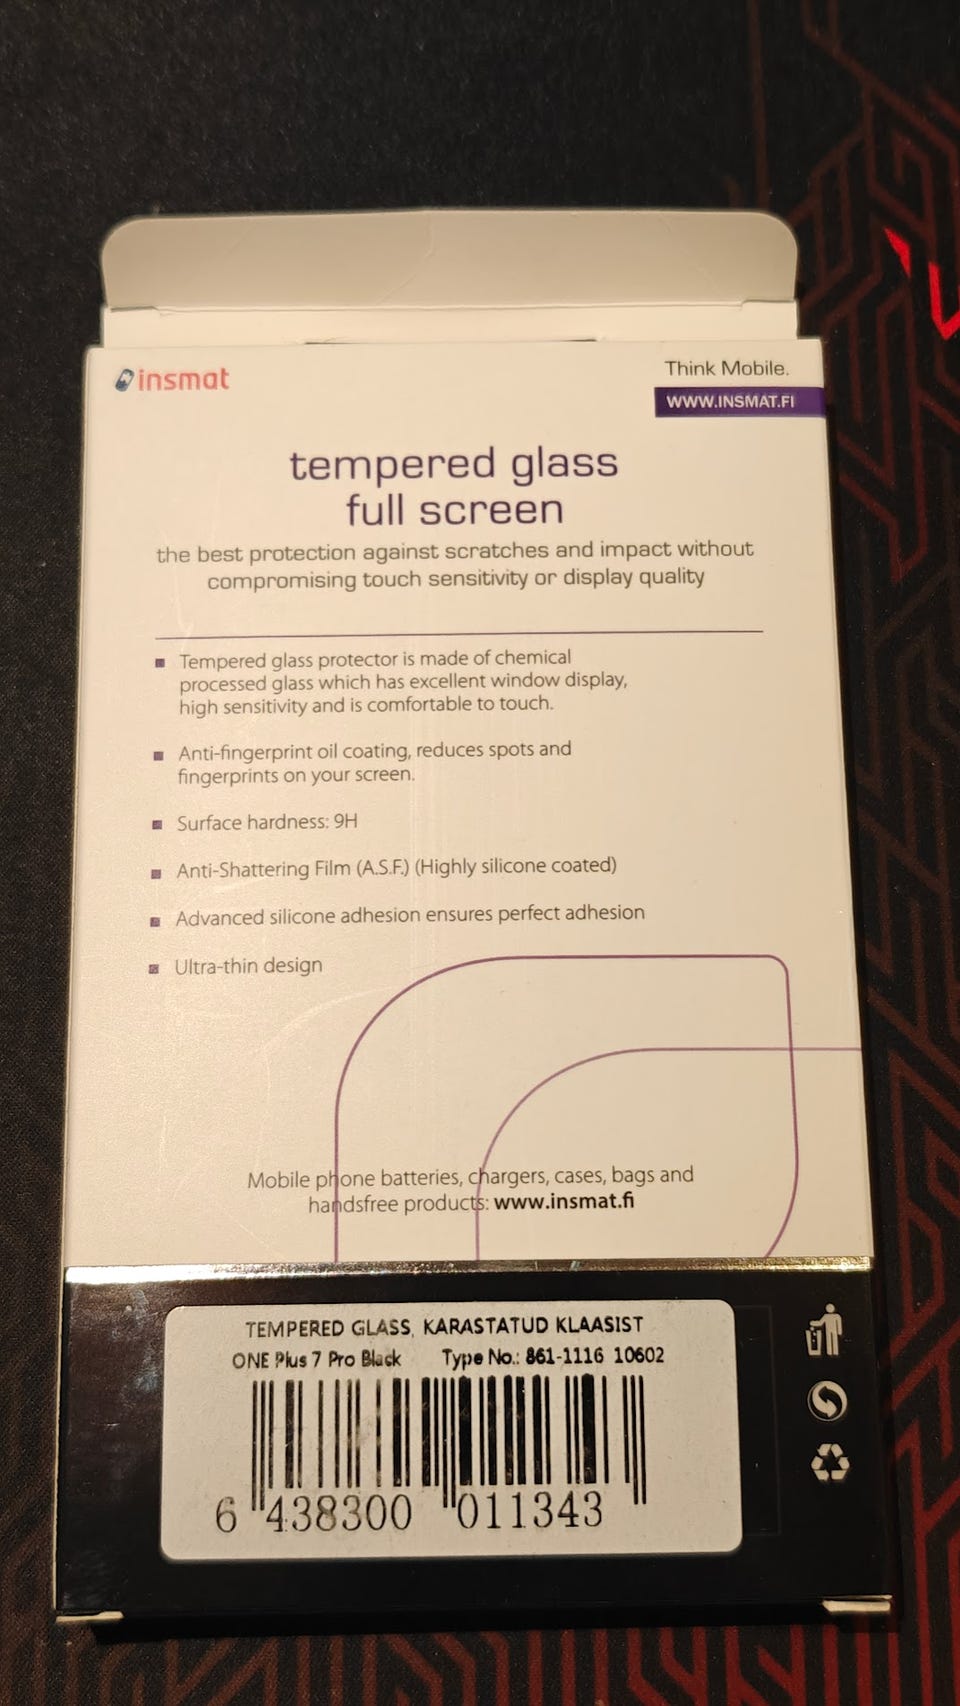 insmat
Think Mobile.
WWW.INSMAT.FI
tempered glass
full screen
the best protection against scratches and impact without
compromising touch sensitivity or display quality
Tempered glass protector is made of chemical
processed glass which has excellent window display,
high sensitivity and is comfortable to touch.
Anti-fingerprint oil coating, reduces spots and
fingerprints on your screen.
Surface hardness: 9H
Anti-Shattering Film (A.S.F.) (Highly silicone coated)
Advanced silicone adhesion ensures perfect adhesion
Ultra-thin design
Mobile phone batteries, chargers, cases, bags and
handsfree products: www.insmat.fi
TEMPERED GLASS, KARASTATUD KLAASIST
ONE Plus 7 Pro Black Type No.: 861-1116 10602
6 438300 011343